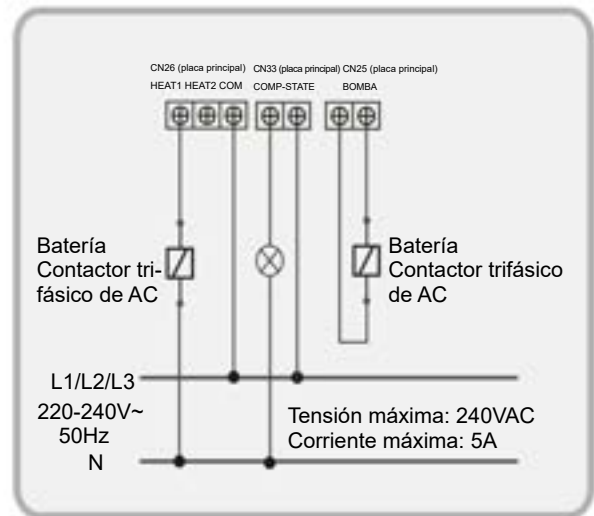 CN26 (placa principal) CN33 (placa principal) CN25 (placa principal)
HEAT1 HEAT2 COM COMP-STATE BOMBA
Batería
Contactor tri-
fásico de AC
Batería
Contactor trifásico
de AC
L1/L2/L3
220-240V~
50Hz
N
Tensión máxima: 240VAC
Corriente máxima: 5A